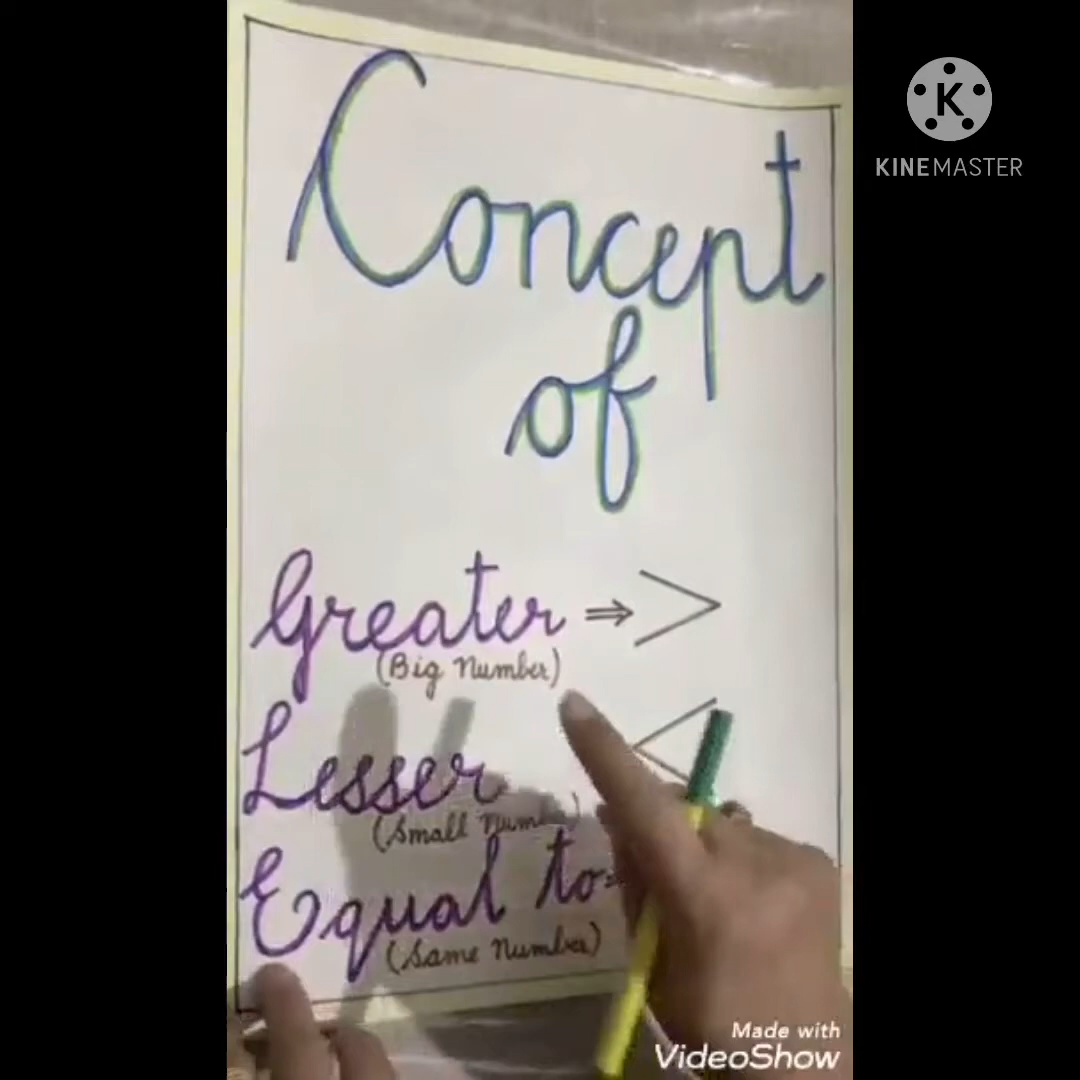 Concept
of
Greater ⇒ >
(Big Number)
Lesser <
(Small
Equal to =
(Same Number)
KINEMASTER
Made with
VideoShow